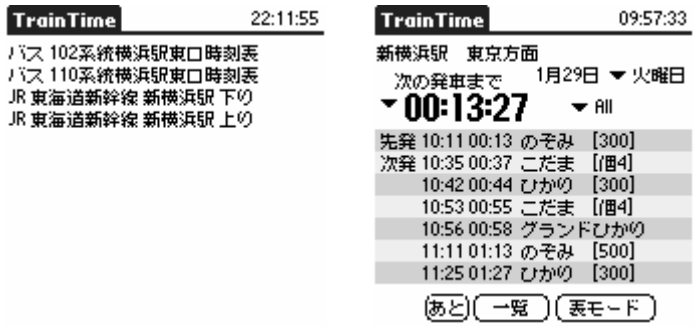 TrainTime 22:11:55
バス 102系統横浜駅東口時刻表
バス 110系統横浜駅東口時刻表
JR 東海道新幹線 新横浜駅 下り
JR 東海道新幹線 新横浜駅 上り
TrainTime 09:57:33
新横浜駅 東京方面
次の発車まで 1月29日 火曜日
00:13:27 All
先発 10:11 00:13 のぞみ [300]
次発 10:35 00:37 こだま [個4]
10:42 00:44 ひかり [300]
10:53 00:55 こだま [個4]
10:56 00:58 グランドひかり
11:11 01:13 のぞみ [500]
11:25 01:27 ひかり [300]
あと 一覧 表モード